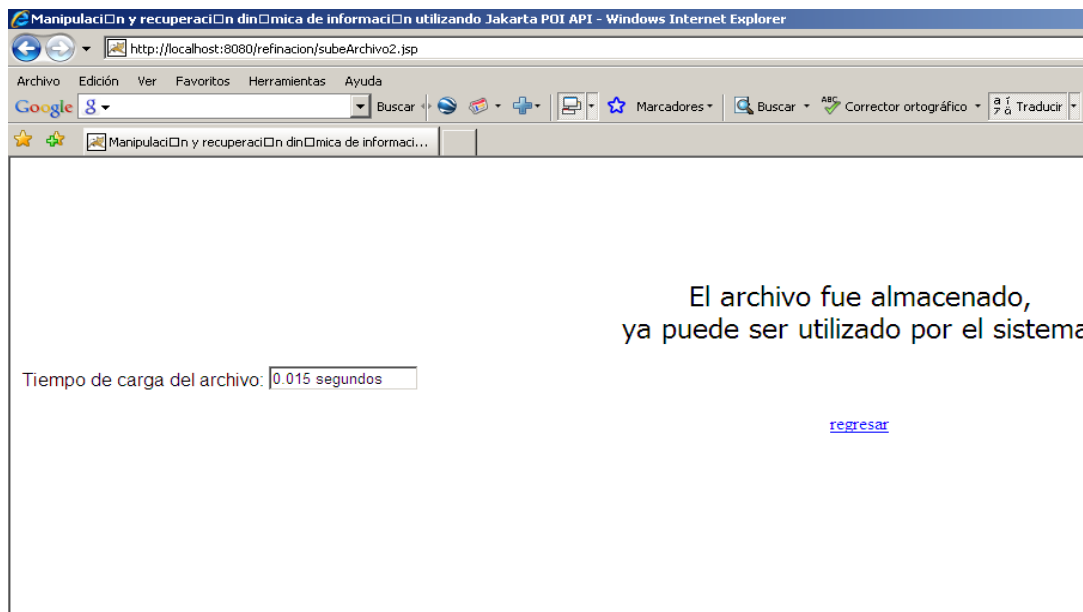 Manipulaci□n y recuperaci□n din□mica de informaci□n utilizando Jakarta POI API - Windows Internet Explorer
http://localhost:8080/refinacion/subeArchivo2.jsp
Archivo Edición Ver Favoritos Herramientas Ayuda
Google g Buscar Marcadores Buscar ABC Corrector ortográfico Traducir
Manipulaci□n y recuperaci□n din□mica de informaci...
El archivo fue almacenado,
ya puede ser utilizado por el sistema
Tiempo de carga del archivo: 0.015 segundos
regresar